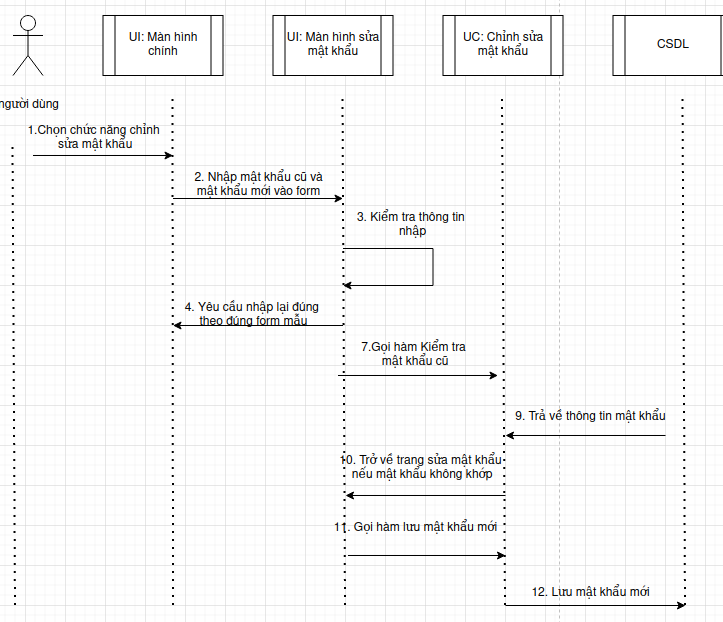 UI: Màn hình
chính
UI: Màn hình sửa
mật khẩu
UC: Chỉnh sửa
mật khẩu
CSDL
người dùng
1.Chọn chức năng chỉnh
sửa mật khẩu
2. Nhập mật khẩu cũ và
mật khẩu mới vào form
3. Kiểm tra thông tin
nhập
4. Yêu cầu nhập lại đúng
theo đúng form mẫu
7.Gọi hàm Kiểm tra
mật khẩu cũ
9. Trả về thông tin mật khẩu
10. Trở về trang sửa mật khẩu
nếu mật khẩu không khớp
11. Gọi hàm lưu mật khẩu mới
12. Lưu mật khẩu mới